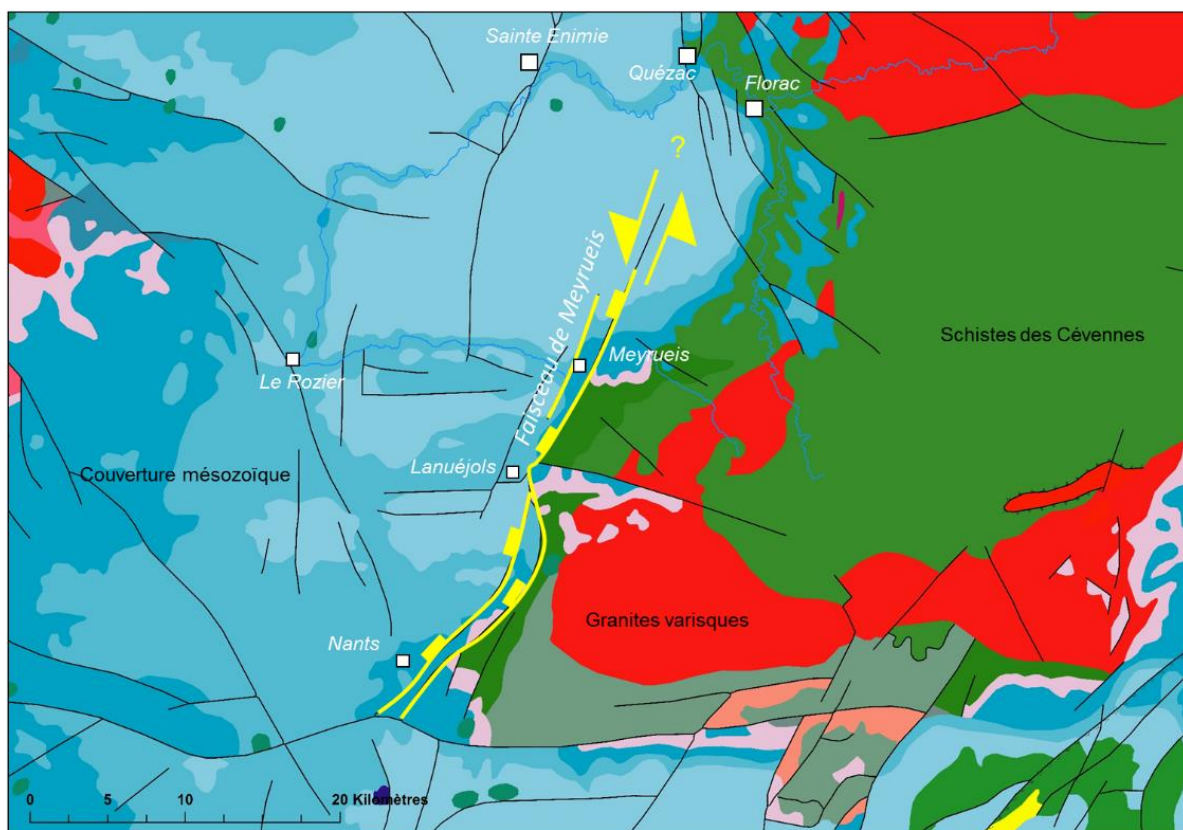 Sainte Enimie
Quézac
Florac
?
Faisceau de Meyrueis
Schistes des Cévennes
Meyrueis
Le Rozier
Lanuéjols
Couverture mésozoïque
Granites varisques
Nants
0 5 10 20 Kilomètres